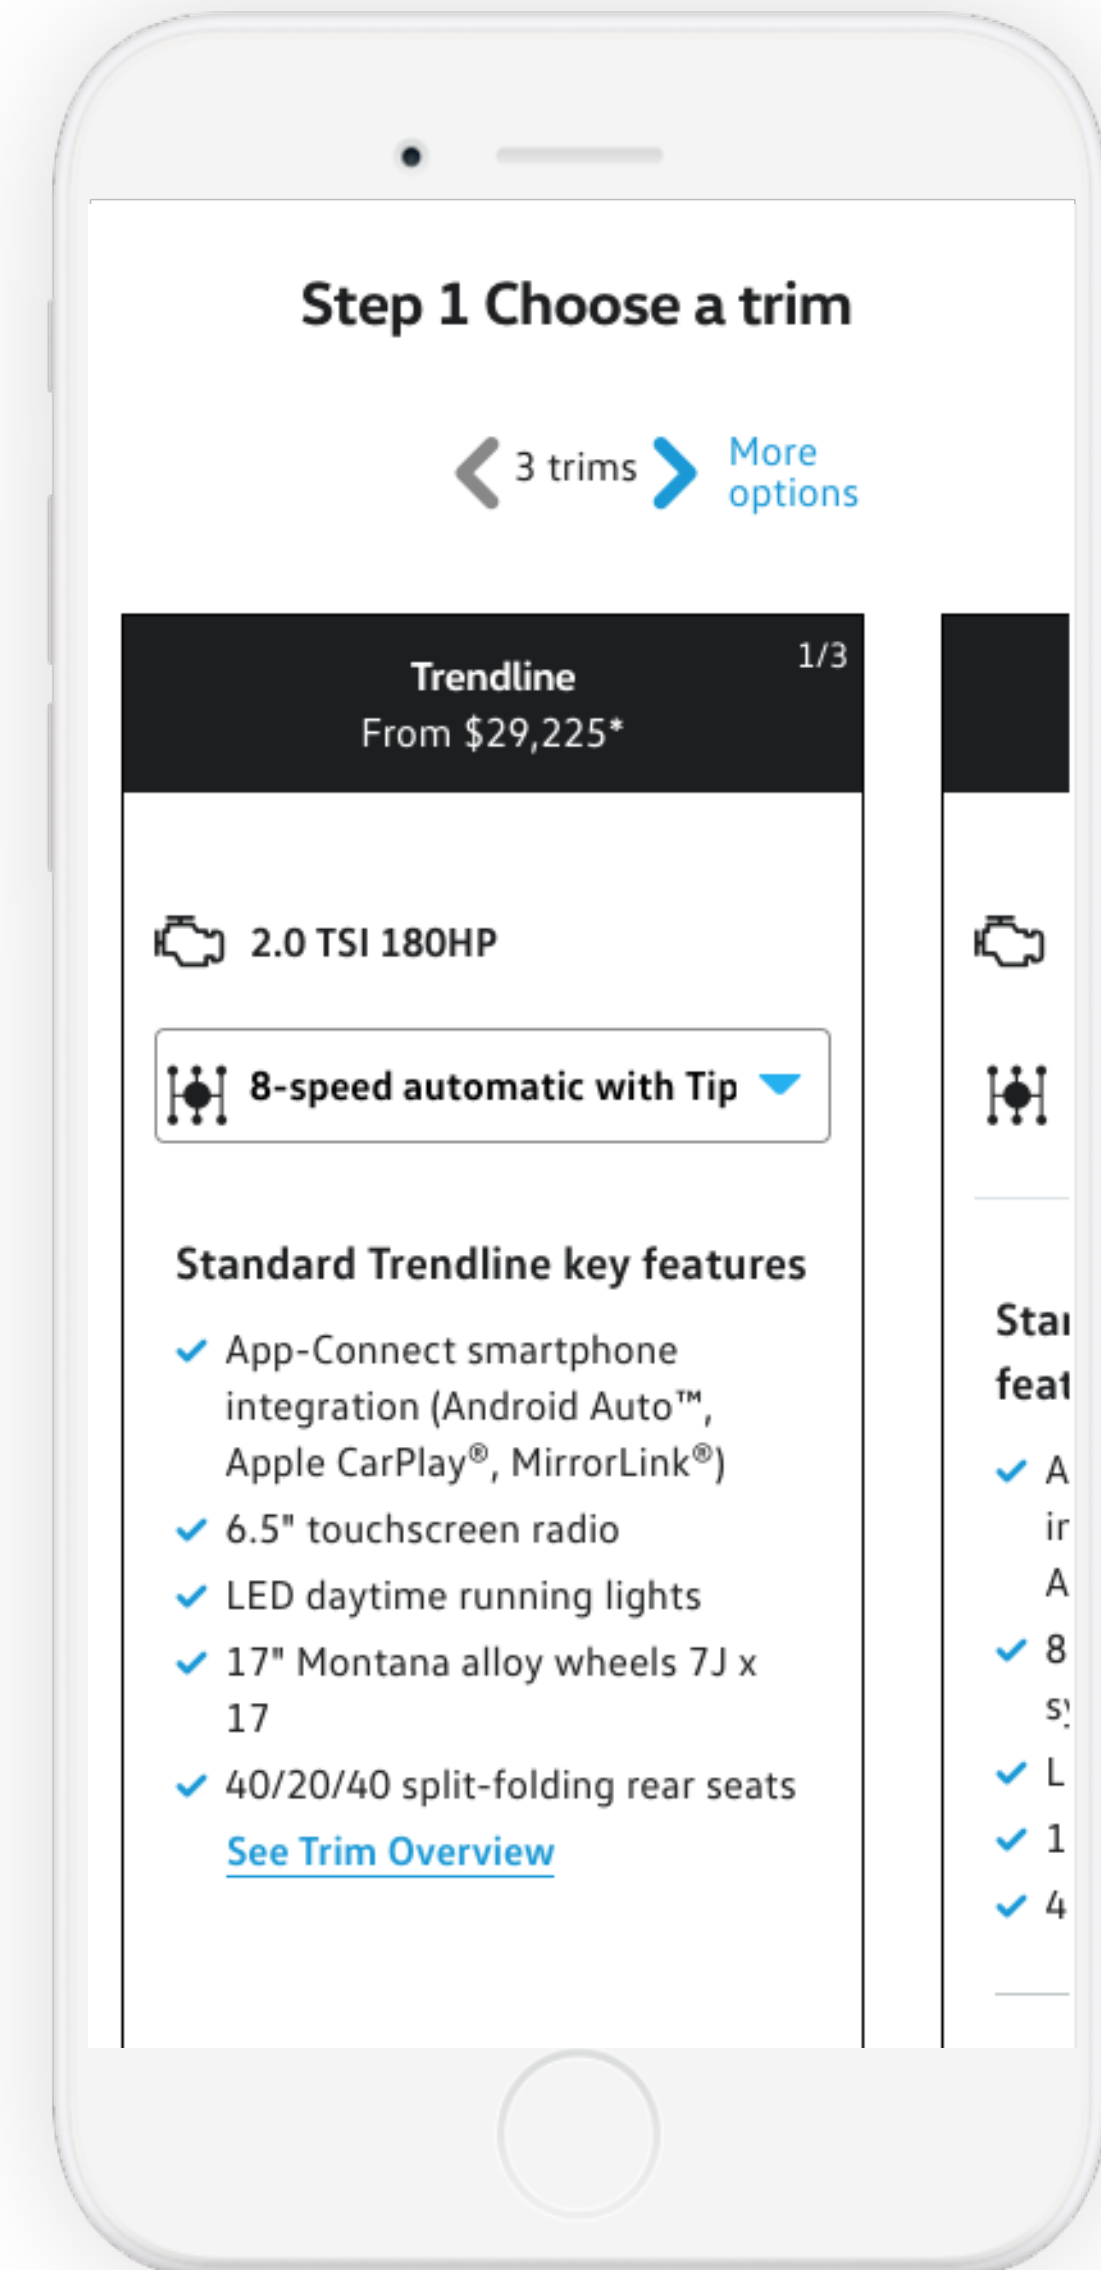 Step 1 Choose a trim
3 trims
More
options
Trendline
1/3
From $29,225*
2.0 TSI 180HP
8-speed automatic with Tip
Standard Trendline key features
App-Connect smartphone
integration (Android Auto™,
Apple CarPlay®, MirrorLink®)
6.5" touchscreen radio
LED daytime running lights
17" Montana alloy wheels 7J x
17
40/20/40 split-folding rear seats
See Trim Overview
A
A
8
L
1
4